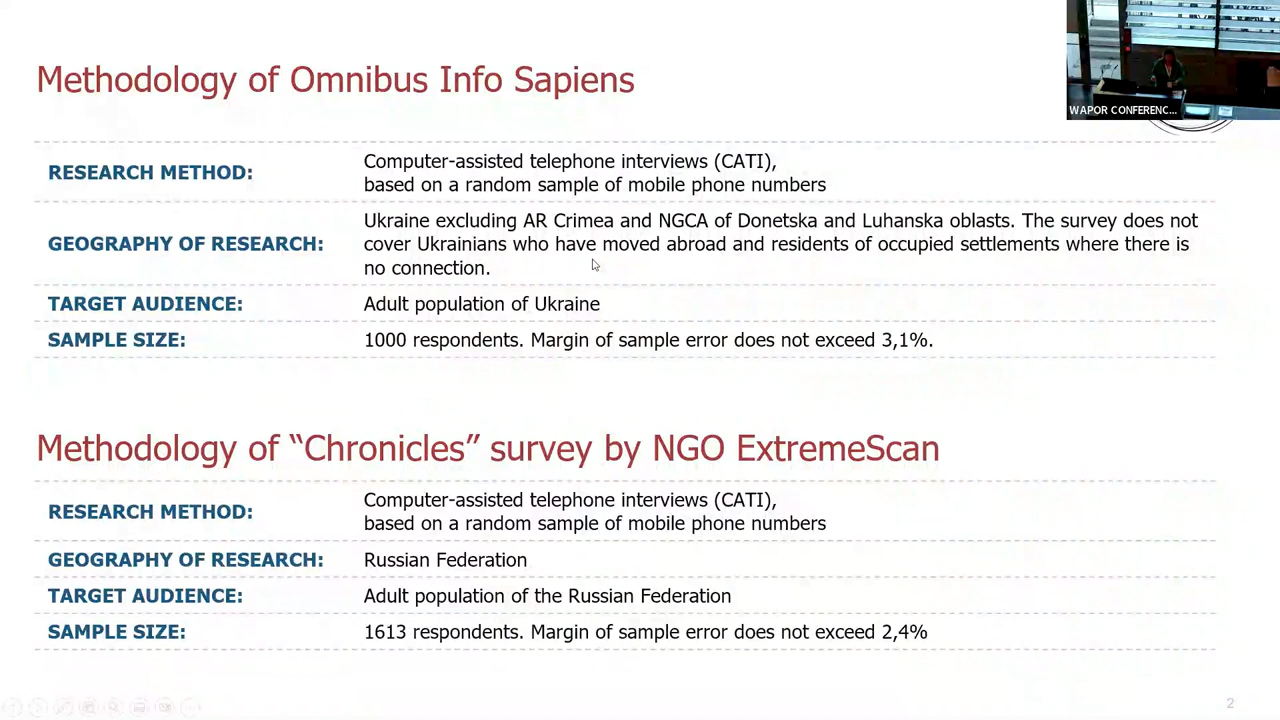 Methodology of Omnibus Info Sapiens
WAPOR CONFERENC...
RESEARCH METHOD:
Computer-assisted telephone interviews (CATI),
based on a random sample of mobile phone numbers
GEOGRAPHY OF RESEARCH:
Ukraine excluding AR Crimea and NGCA of Donetska and Luhanska oblasts. The survey does not
cover Ukrainians who have moved abroad and residents of occupied settlements where there is
no connection.
TARGET AUDIENCE:
Adult population of Ukraine
SAMPLE SIZE:
1000 respondents. Margin of sample error does not exceed 3,1%.
Methodology of “Chronicles” survey by NGO ExtremeScan
RESEARCH METHOD:
Computer-assisted telephone interviews (CATI),
based on a random sample of mobile phone numbers
GEOGRAPHY OF RESEARCH:
Russian Federation
TARGET AUDIENCE:
Adult population of the Russian Federation
SAMPLE SIZE:
1613 respondents. Margin of sample error does not exceed 2,4%
2